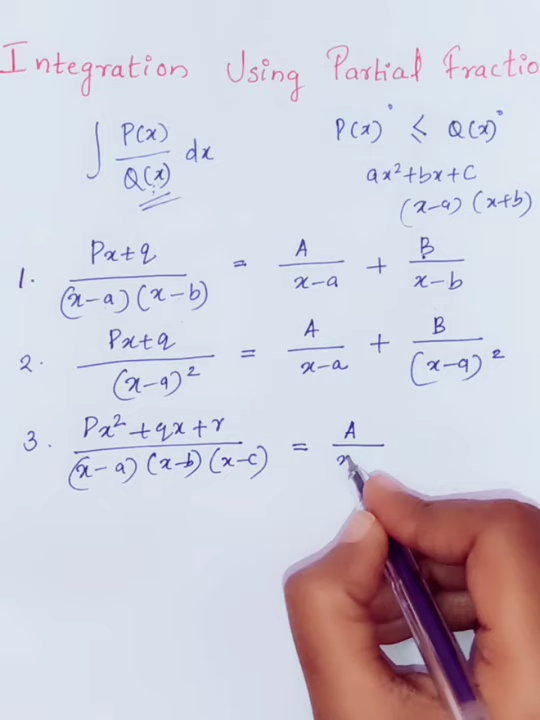 Integration Using Partial Fractio
∫ P(x)/Q(x) dx
P(x)° ≤ Q(x)°
ax²+bx+c
(x-a) (x+b)
1. Px+q/(x-a)(x-b) = A/x-a + B/x-b
2. Px+q/(x-a)² = A/x-a + B/(x-a)²
3. Px²+qx+r/(x-a)(x-b)(x-c) = A/x